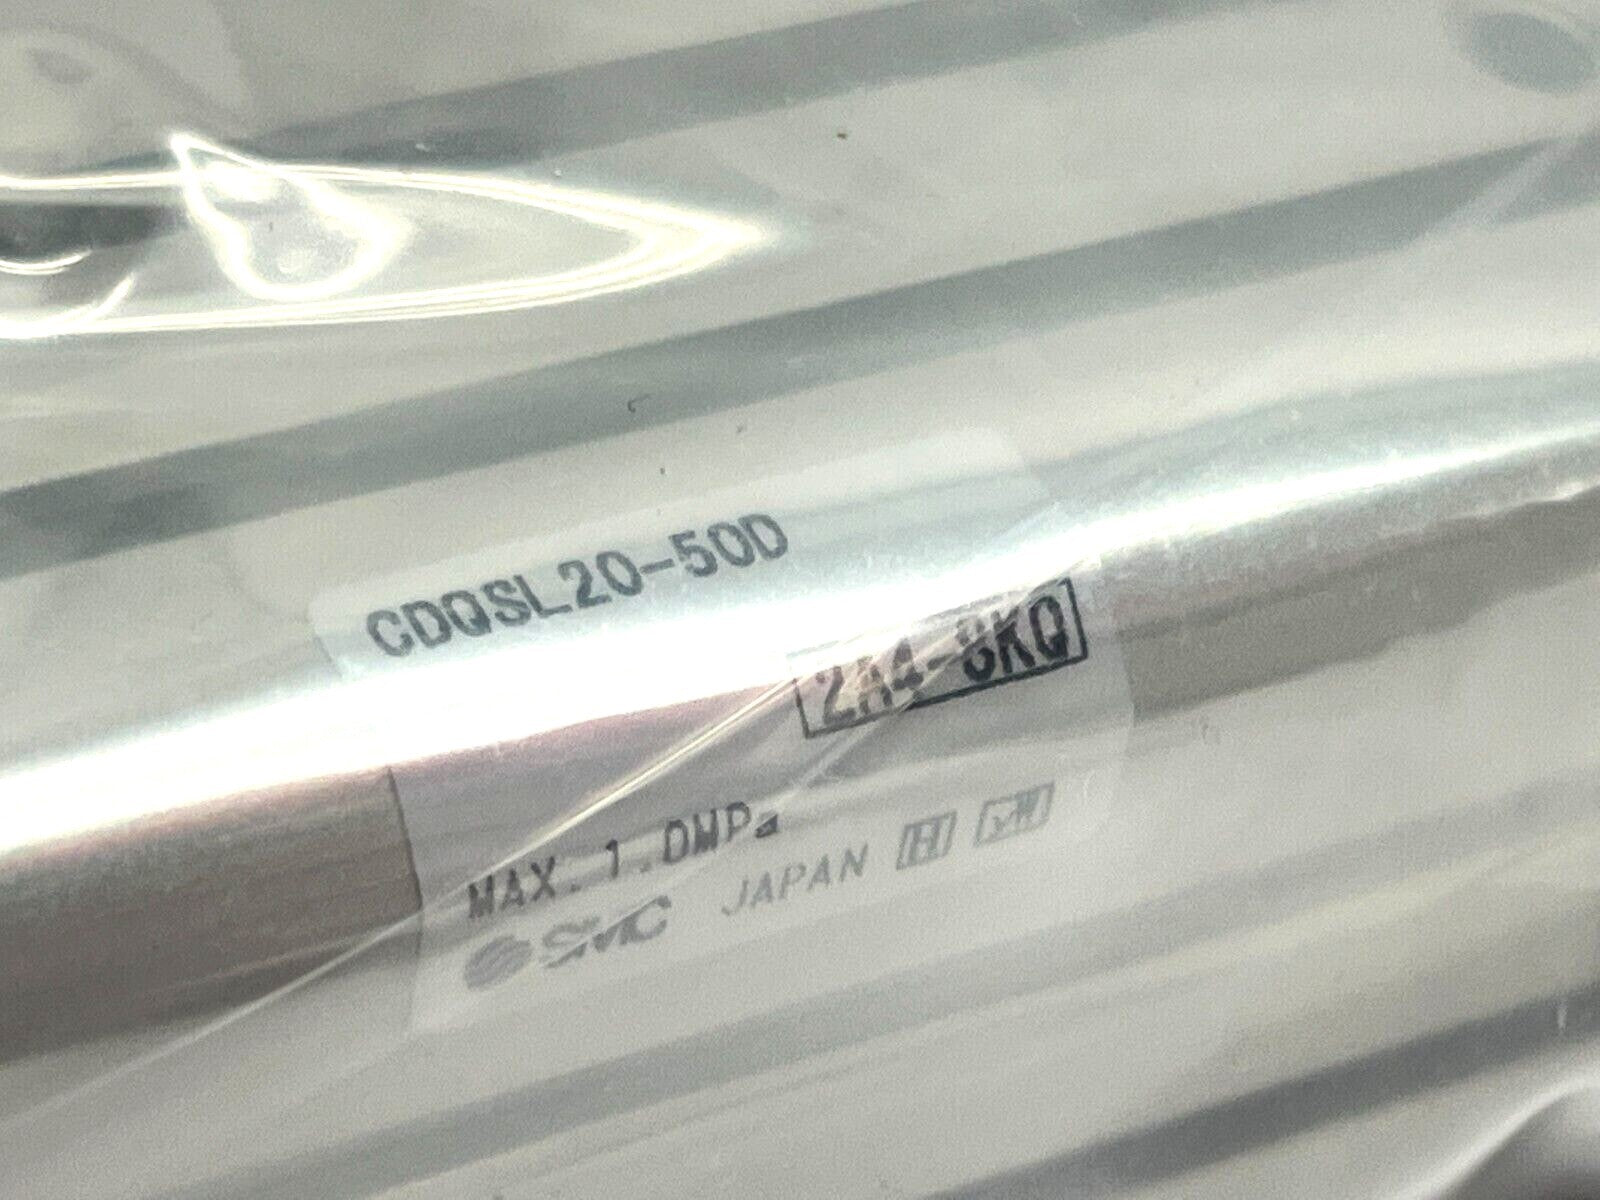 CDQSL20-50D
MAX. 1.0MPa
SMC JAPAN